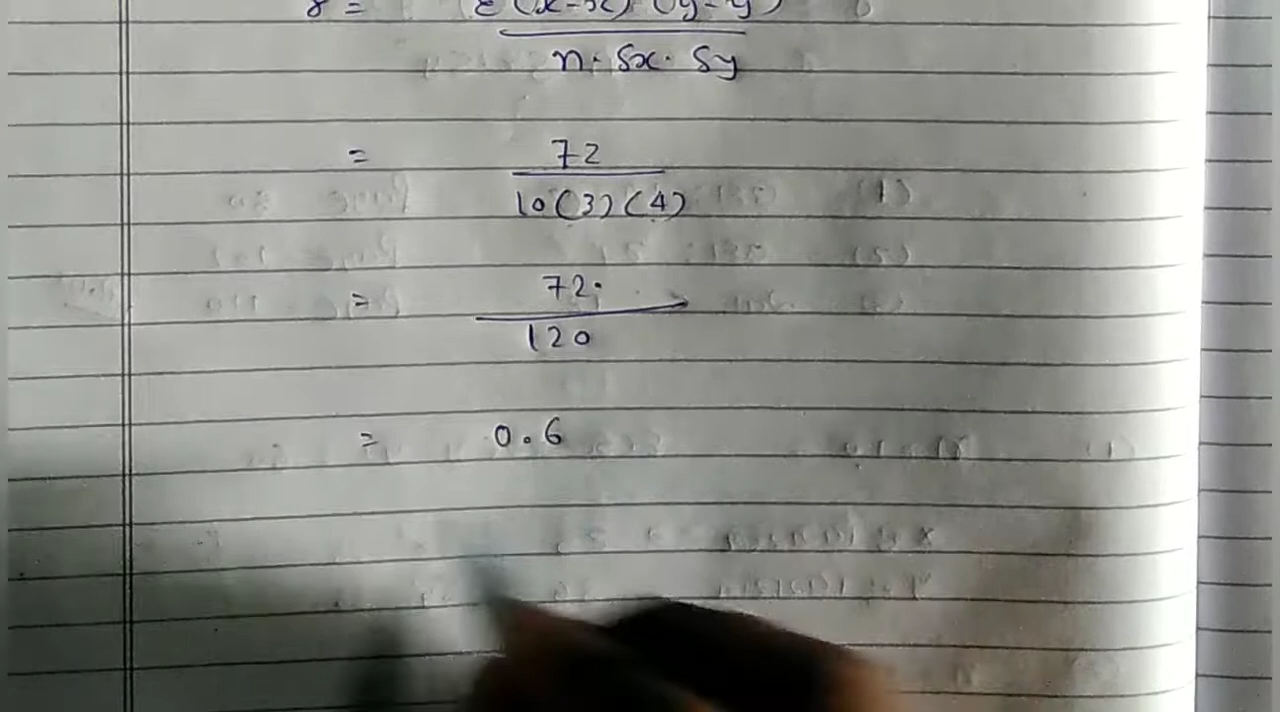 r = Σ(x-x̄) (y-ȳ)
n. Sx. Sy
= 72
10(3)(4)
= 72.
120
= 0.6